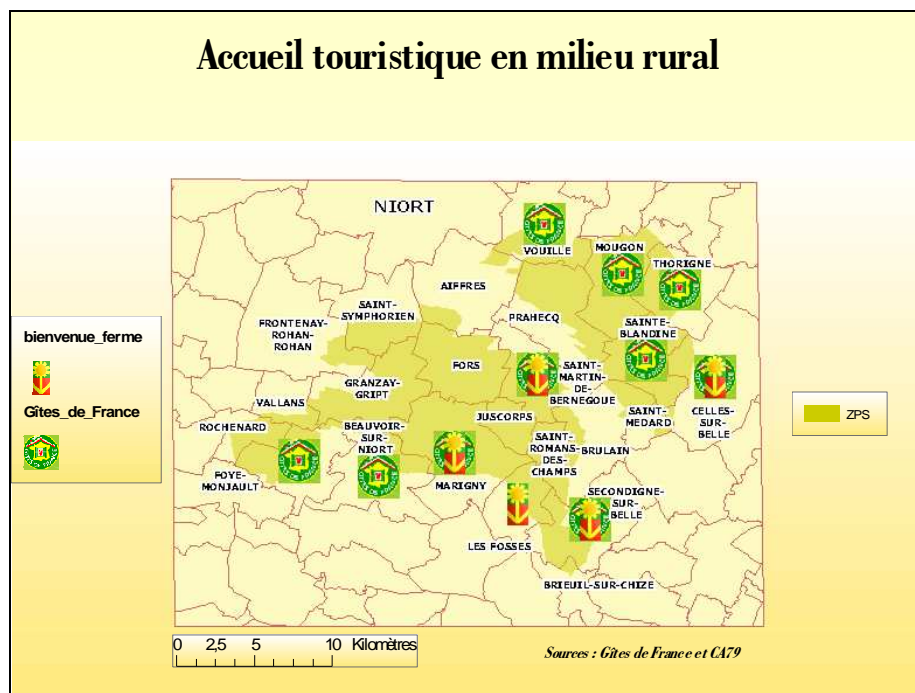 Accueil touristique en milieu rural
NIORT
VOUILLE
MOUGON
THORIGNE
AIFFRES
SAINT-
SYMPHORIEN
PRAHECQ
FRONTENAY-
ROHAN-
ROHAN
SAINTE-
BLANDINE
FORS
SAINT-
MARTIN-
DE-
BERNEGOUE
GRANZAY-
GRIPT
VALLANS
JUSCORPS
SAINT-
MEDARD
CELLES-
SUR-
BELLE
ROCHENARD
BEAUVOIR-
SUR-
NIORT
SAINT-
ROMANS-
DES-
CHAMPS
BRULAIN
FOYE-
MONJAULT
MARIGNY
SECONDIGNE-
SUR-
BELLE
LES FOSSES
BRIEUIL-SUR-CHIZE
bienvenue_ferme
Gîtes_de_France
ZPS
0 2,5 5 10 Kilomètres
Sources : Gîtes de France et CA79